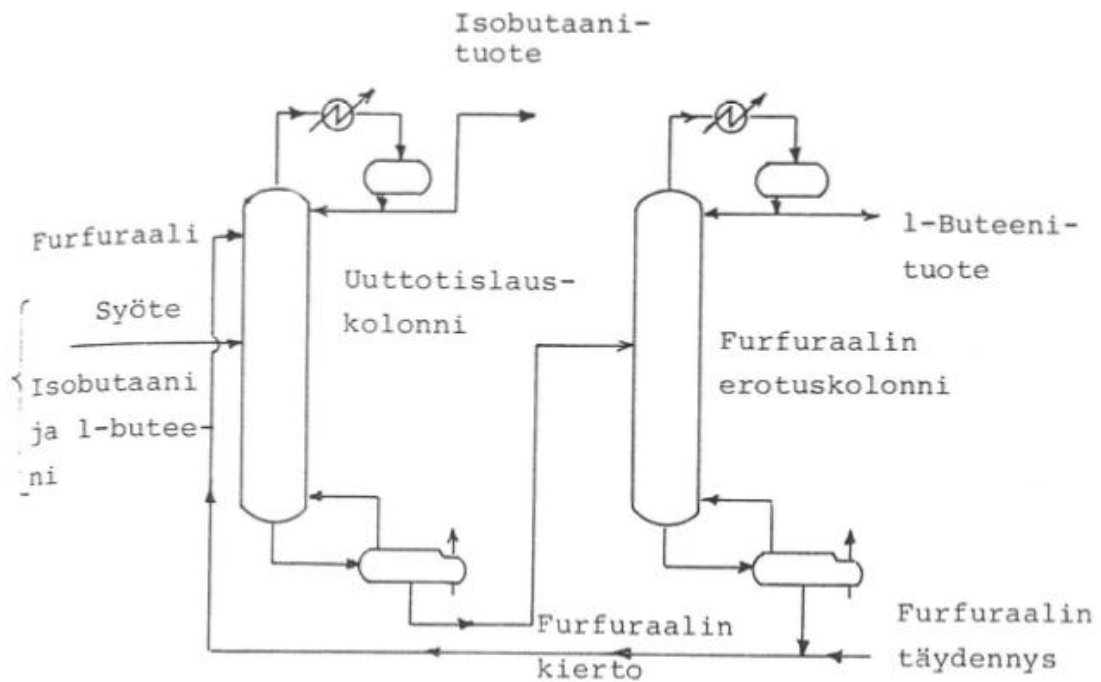 Isobutaani-
tuote
Furfuraali
Syöte
Isobutaani
ja 1-butee-
ni
Uuttotislaus-
kolonni
1-Buteeni-
tuote
Furfuraalin
erotuskolonni
Furfuraalin
kierto
Furfuraalin
täydennys